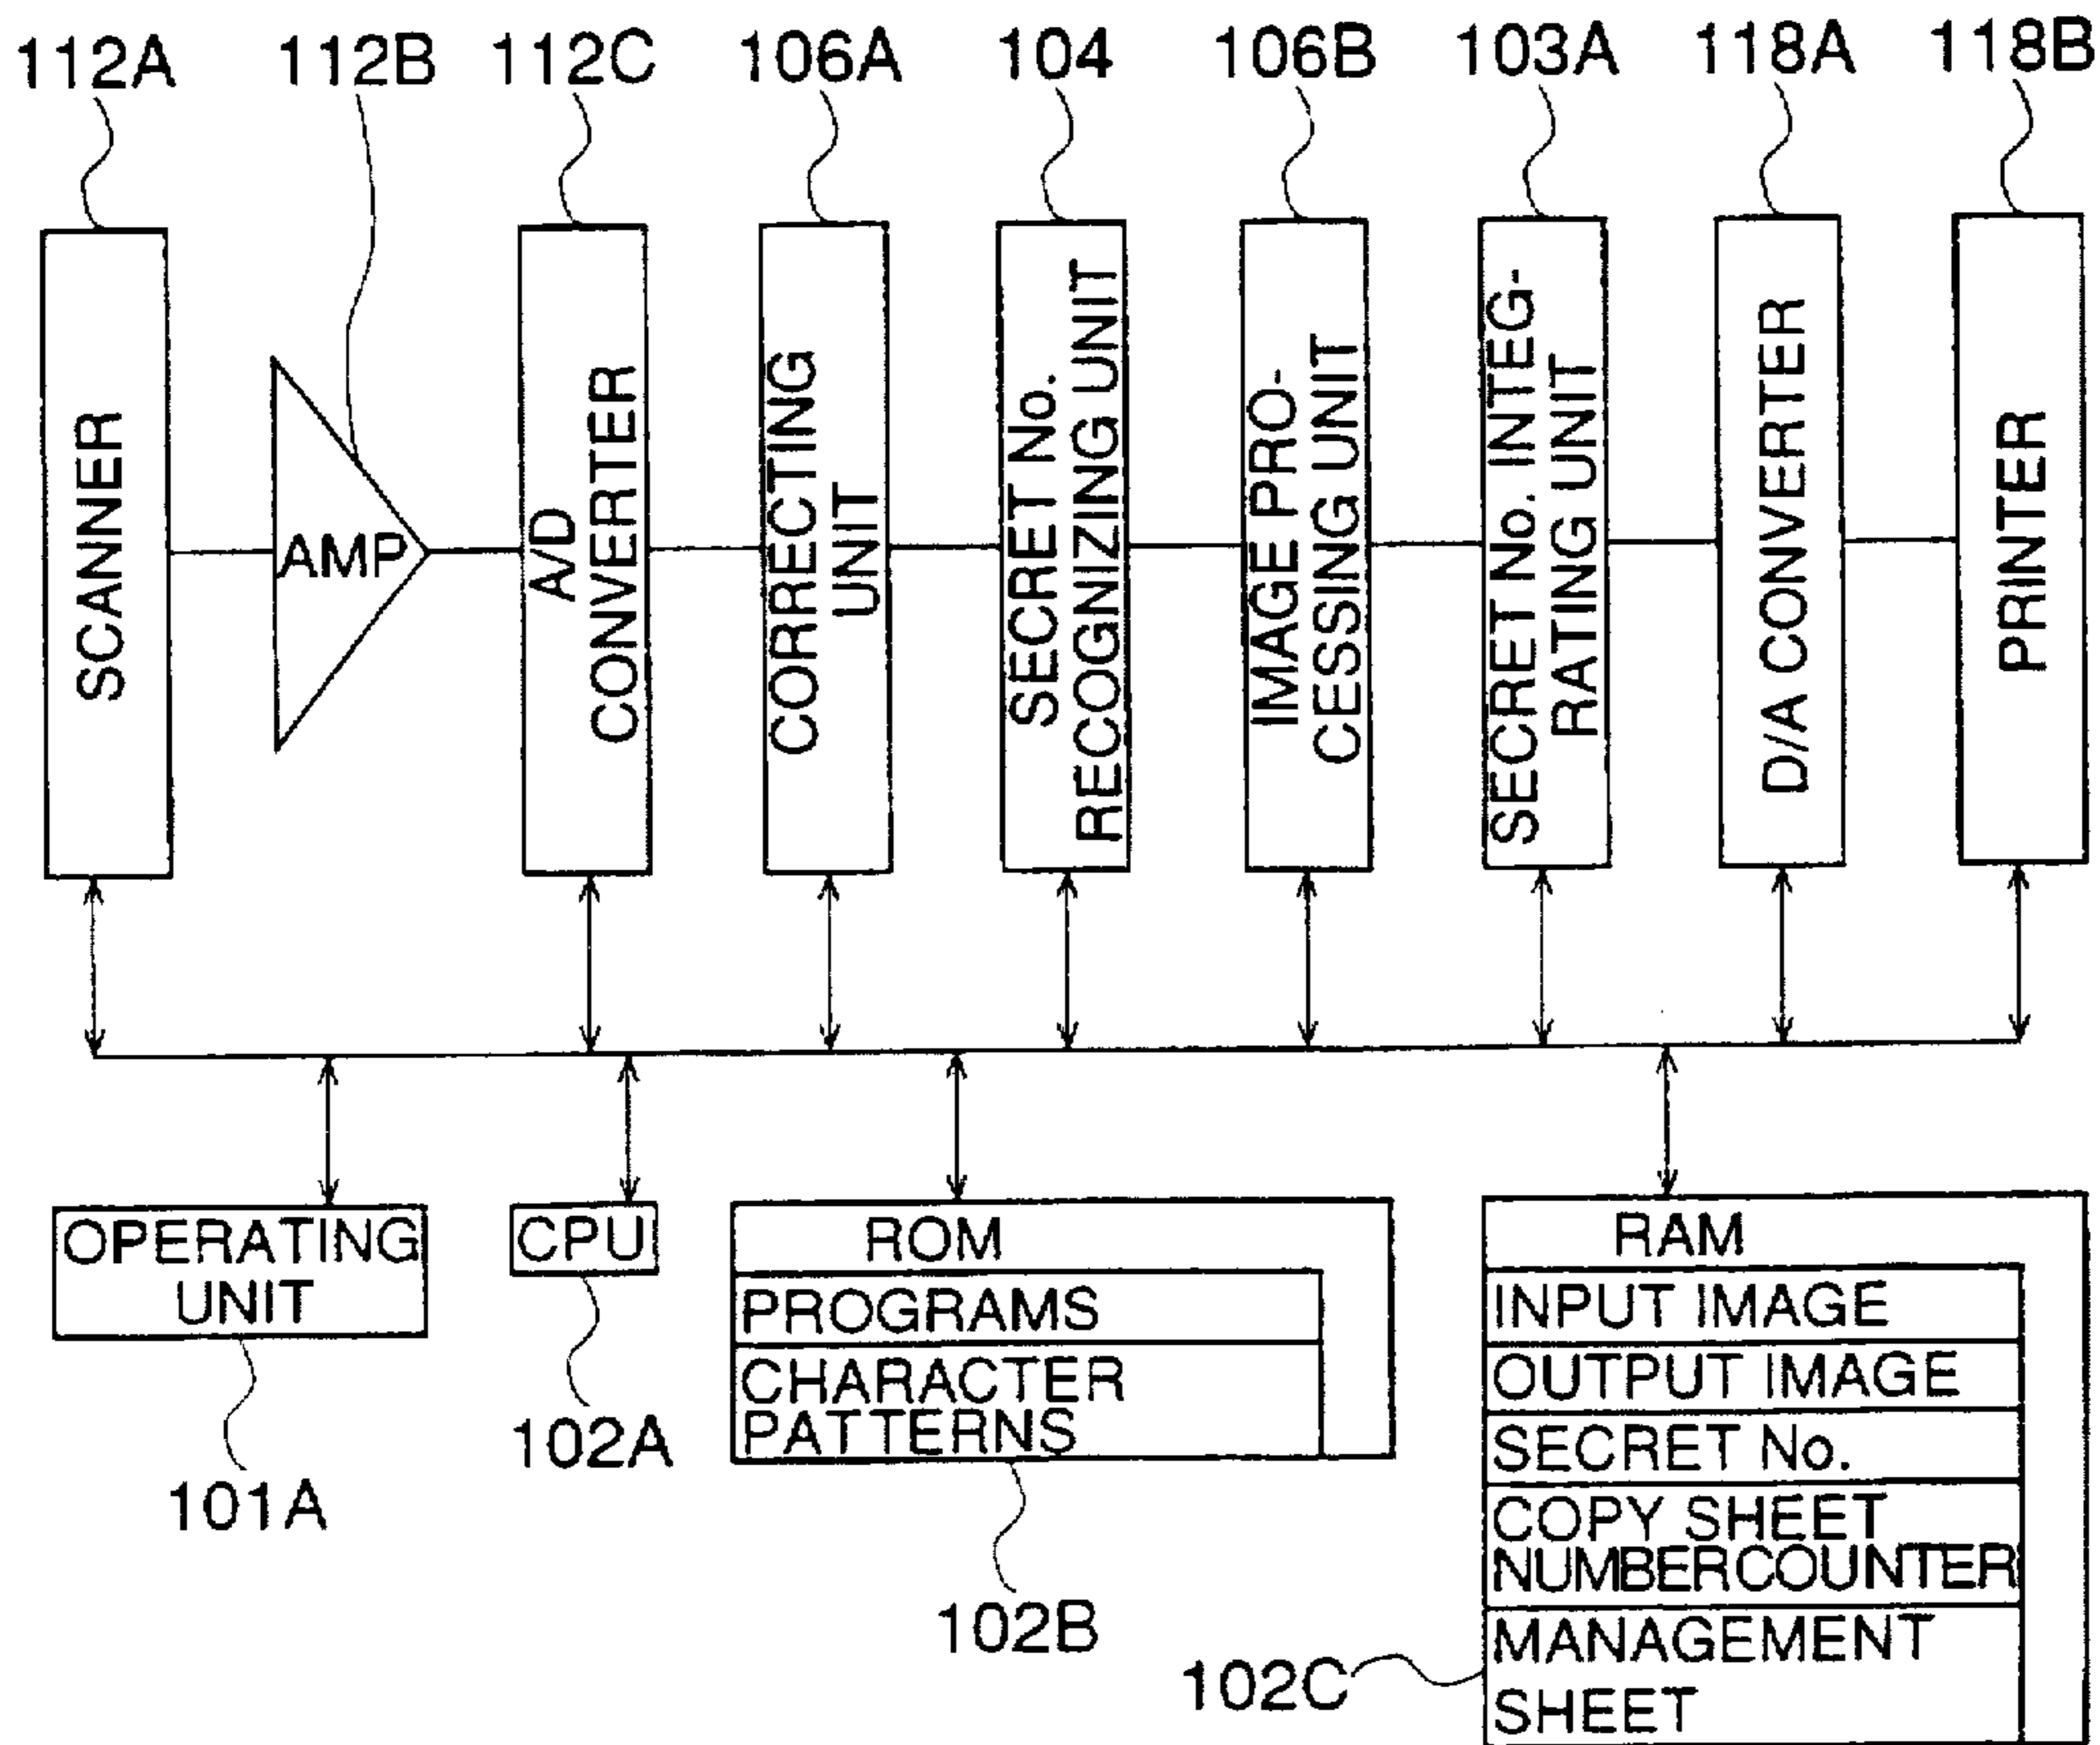 112A
112B
112C
106A
104
106B
103A
118A
118B
SCANNER
AMP
A/D
CONVERTER
CORRECTING
UNIT
SECRET No.
RECOGNIZING UNIT
IMAGE PRO-
CESSING UNIT
SECRET No. INTEG-
RATING UNIT
D/A CONVERTER
PRINTER
OPERATING
UNIT
101A
CPU
102A
ROM
PROGRAMS
CHARACTER
PATTERNS
102B
RAM
INPUT IMAGE
OUTPUT IMAGE
SECRET No.
COPY SHEET
NUMBER COUNTER
MANAGEMENT
SHEET
102C